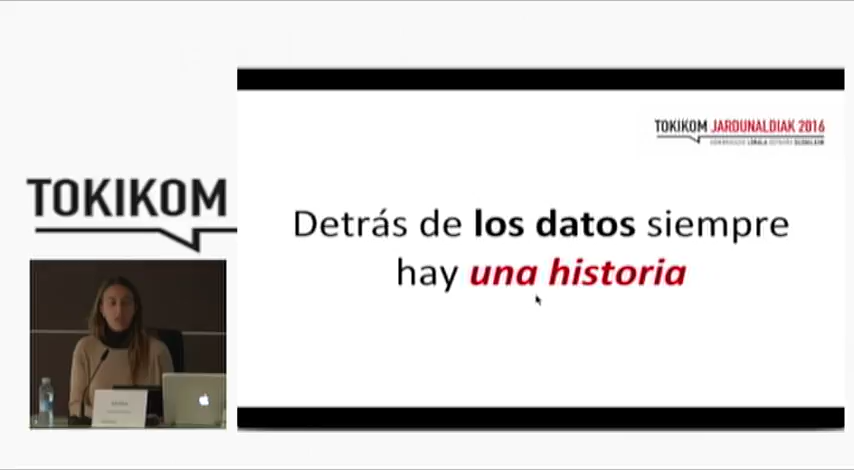 TOKIKOM
TOKIKOM JARDUNALDIAK 2016
Detrás de los datos siempre
hay una historia